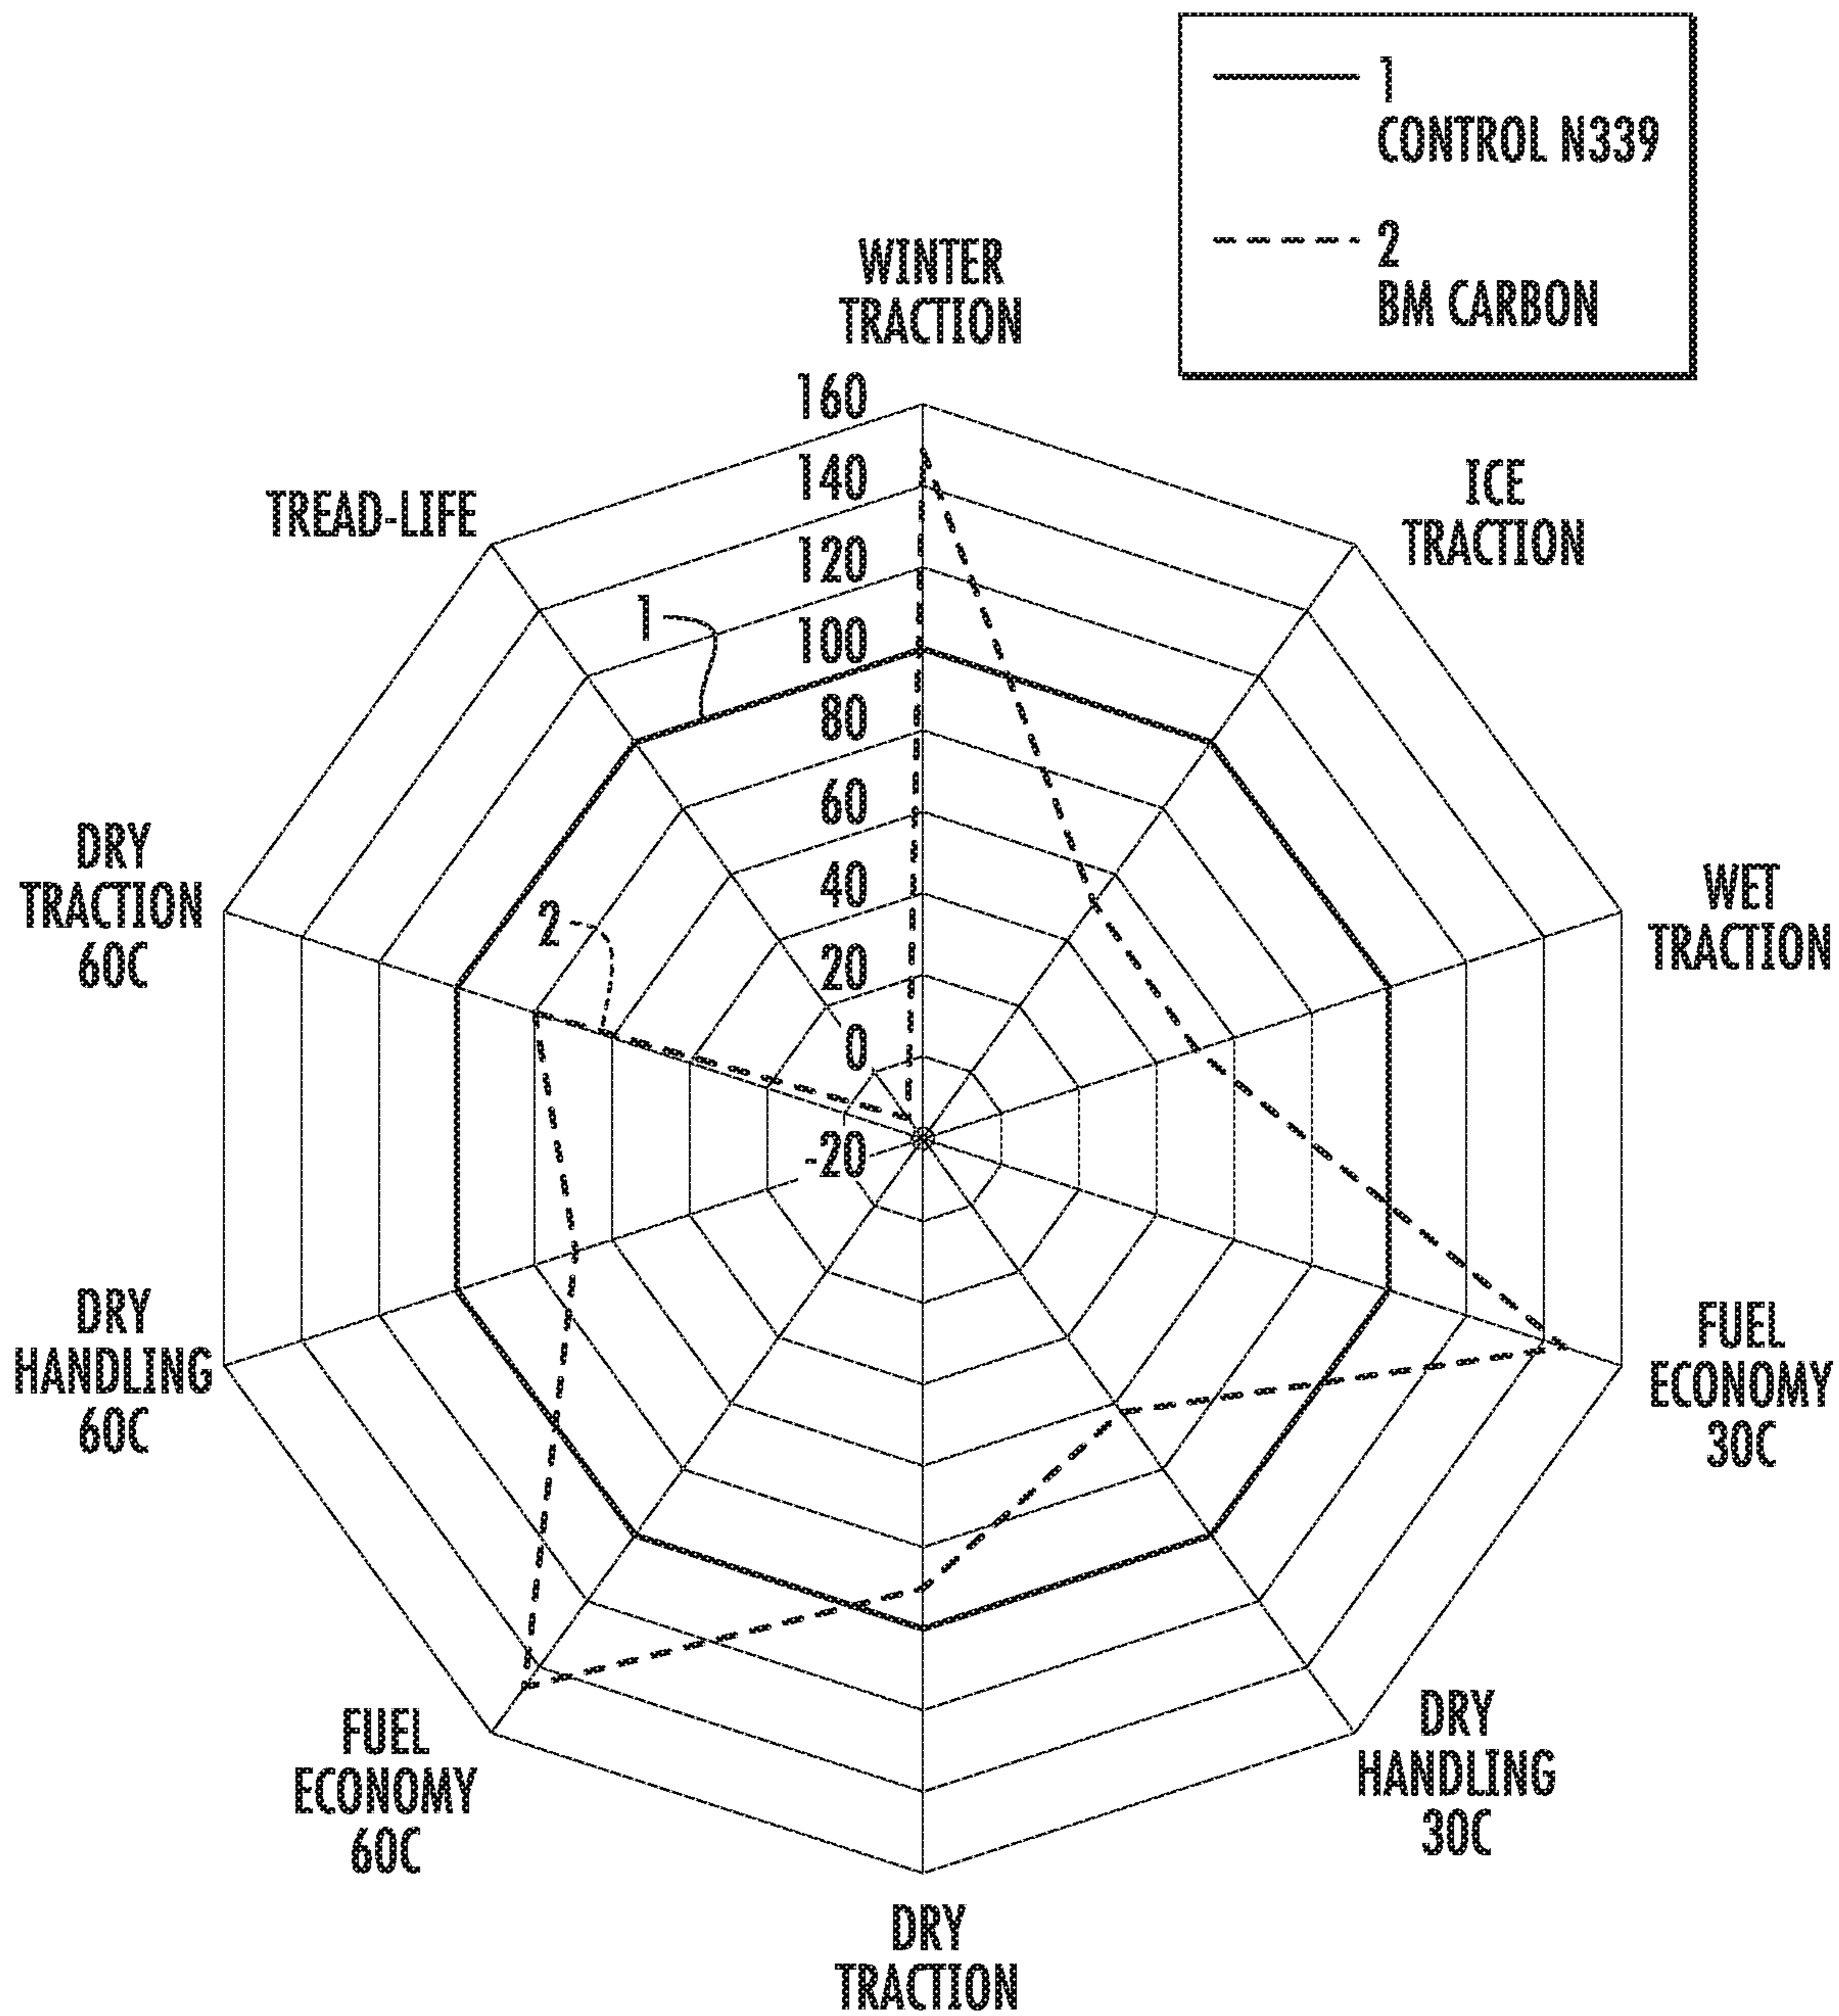 1
CONTROL N339
2
BM CARBON
WINTER
TRACTION
160
140
120
100
80
60
40
20
0
-20
ICE
TRACTION
WET
TRACTION
FUEL
ECONOMY
30C
DRY
HANDLING
30C
DRY
TRACTION
FUEL
ECONOMY
60C
DRY
HANDLING
60C
DRY
TRACTION
60C
TREAD-LIFE
1
2